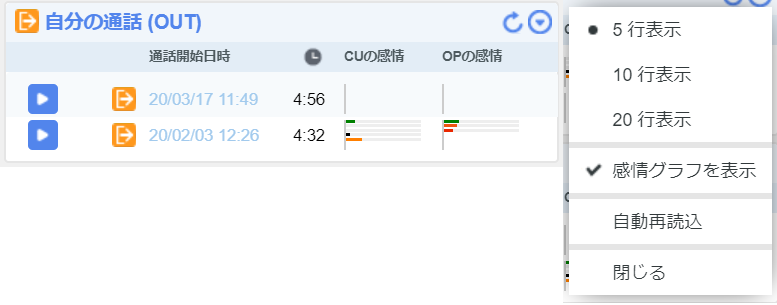 自分の通話 (OUT)
通話開始日時 CUの感情 OPの感情
20/03/17 11:49 4:56
20/02/03 12:26 4:32
5 行表示
10 行表示
20 行表示
感情グラフを表示
自動再読込
閉じる